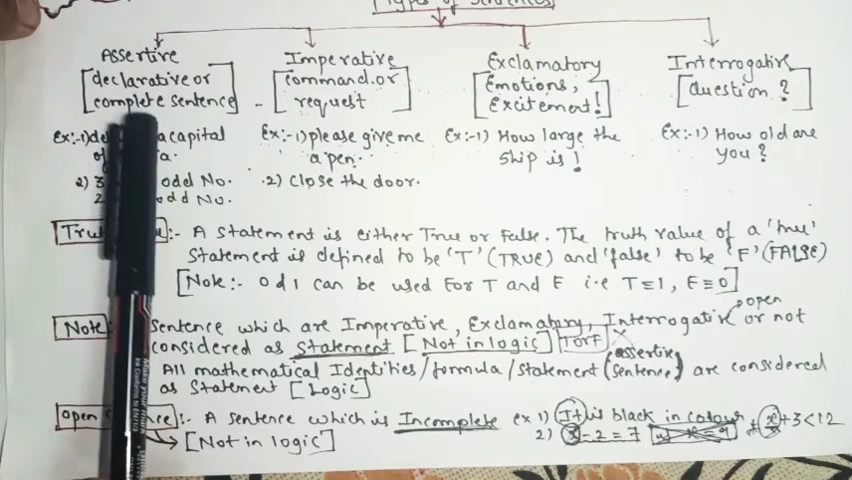 Types of Sentences
Assertive
[declarative or
complete sentence]
Ex:-1) a capital
2) 3 odd No.
2 odd No.
Imperative
[command or
request]
Ex:-1) please give me
a pen.
2) Close the door.
Exclamatory
[Emotions,
Excitement!]
Ex:-1) How large the
ship is!
Interrogative
[Question?]
Ex:-1) How old are
you?
:- A Statement is either True or False. The truth value of a 'true'
Statement is defined to be 'T' (TRUE) and 'false' to be 'F' (FALSE)
[Note:- 0 d 1 can be used For T and F i.e T≡1, F≡0]
Note Sentence which are Imperative, Exclamatory, Interrogative open or not
considered as Statement [Not in logic] T or F
All mathematical Identities/formula/Statement (assertive sentence) are considered
as Statement [Logic]
Open :- A sentence which is Incomplete ex 1) It is black in colour x+3<12
→ [Not in logic] 2) x-2=7